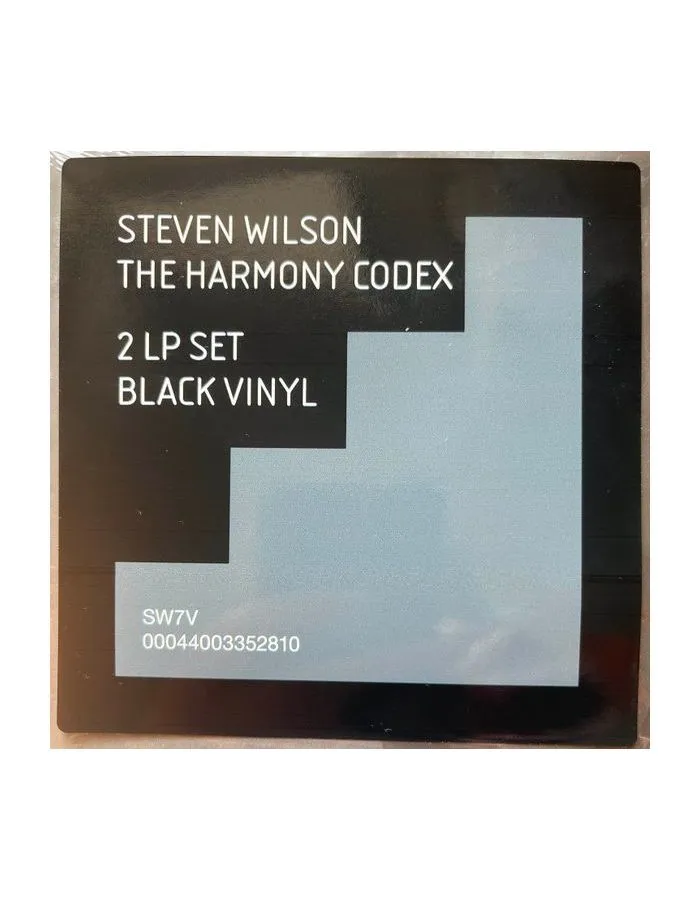 STEVEN WILSON
THE HARMONY CODEX
2 LP SET
BLACK VINYL
SW7V
00044003352810